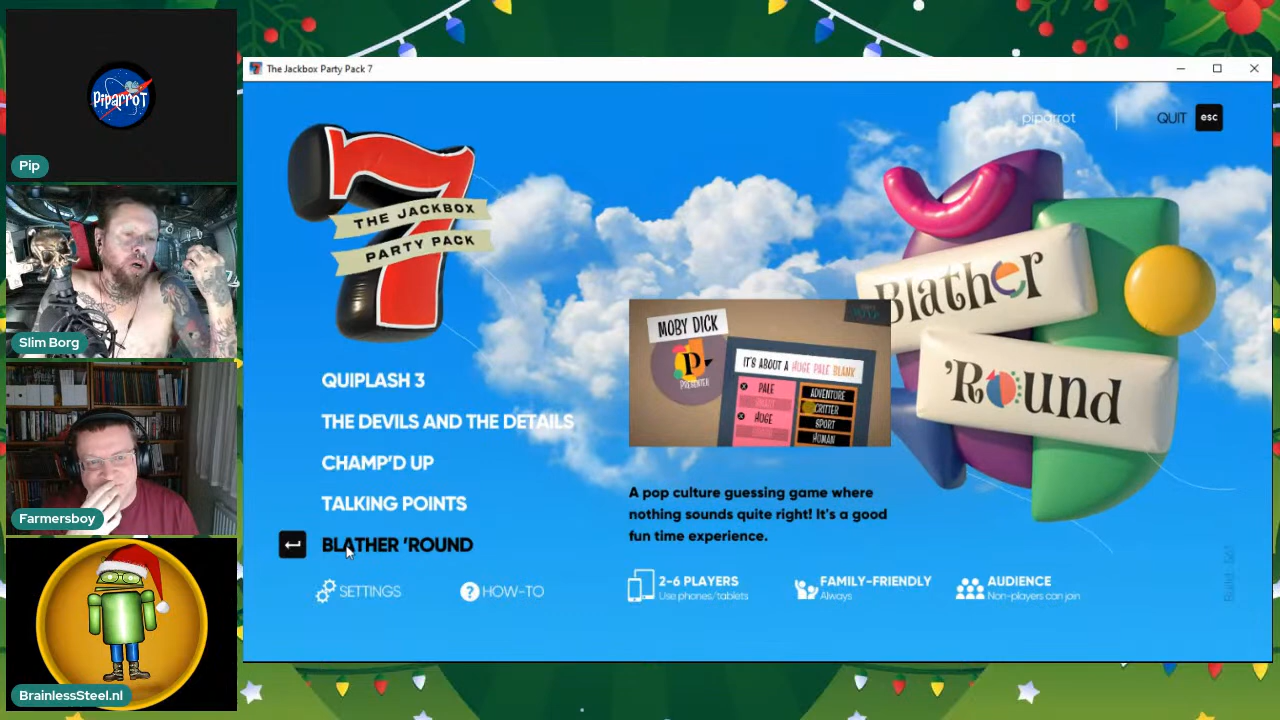 PiparroT
Pip
Slim Borg
Farmersboy
BrainlessSteel.nl
The Jackbox Party Pack 7
piparrot
QUIT
esc
THE JACKBOX
PARTY PACK
QUIPLASH 3
THE DEVILS AND THE DETAILS
CHAMP'D UP
TALKING POINTS
BLATHER 'ROUND
SETTINGS
HOW-TO
Blather
'Round
MOBY DICK
PRESENTER
IT'S ABOUT A HUGE PALE BLANK
PALE
HUGE
ADVENTURE
CRITTER
SPORT
HUMAN
A pop culture guessing game where
nothing sounds quite right! It's a good
fun time experience.
2-6 PLAYERS
Use phones/tablets
FAMILY-FRIENDLY
Always
AUDIENCE
Non-players can join